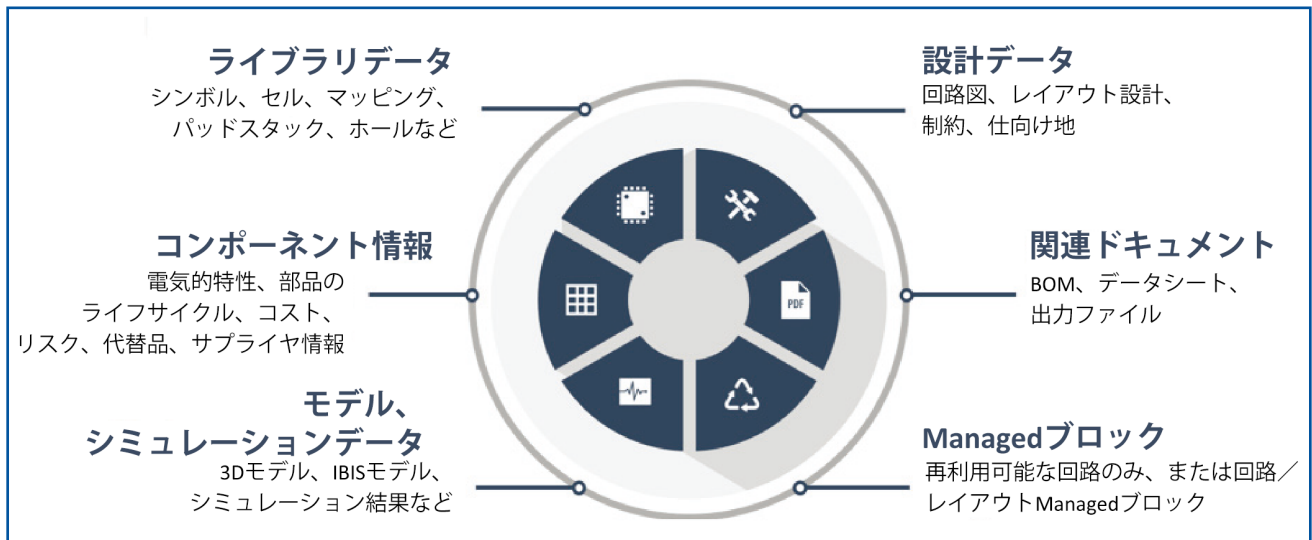 ライブラリデータ
シンボル、セル、マッピング、
パッドスタック、ホールなど
コンポーネント情報
電気的特性、部品の
ライフサイクル、コスト、
リスク、代替品、サプライヤ情報
モデル、
シミュレーションデータ
3Dモデル、IBISモデル、
シミュレーション結果など
設計データ
回路図、レイアウト設計、
制約、仕向け地
関連ドキュメント
BOM、データシート、
出力ファイル
Managedブロック
再利用可能な回路のみ、または回路／
レイアウトManagedブロック
PDF